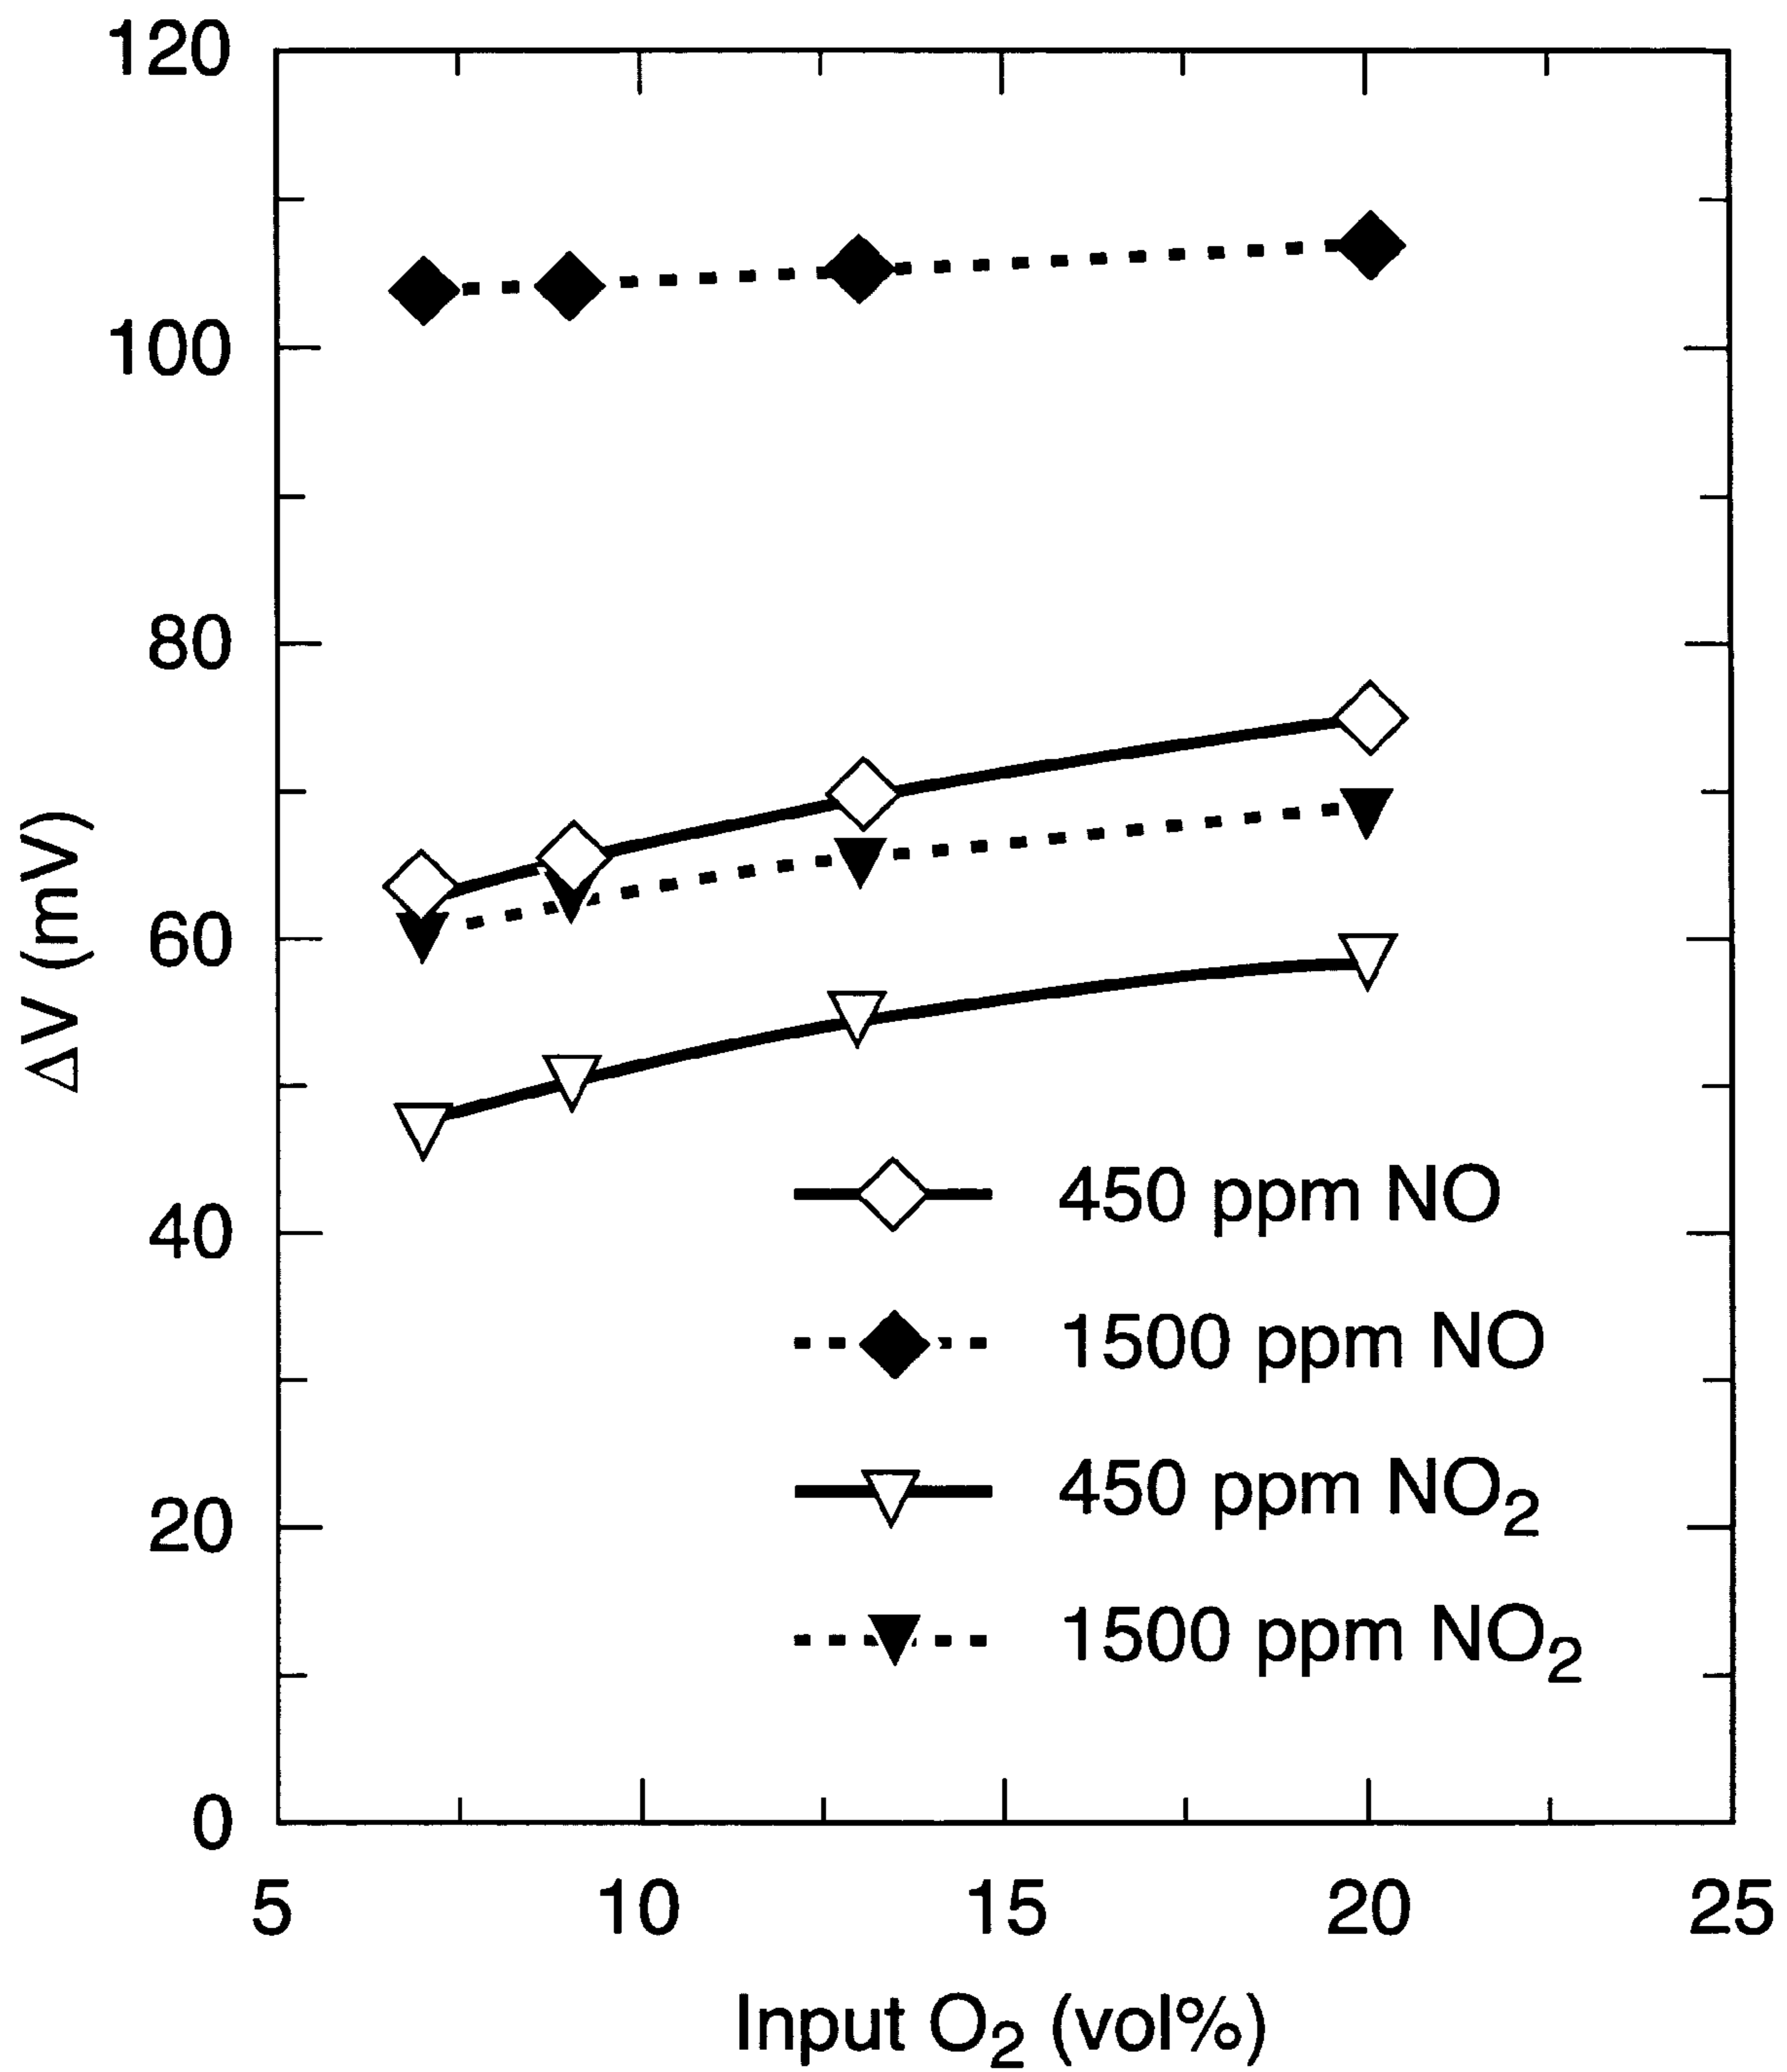 120
100
80
60
40
20
0
ΔV (mV)
450 ppm NO
1500 ppm NO
450 ppm NO₂
1500 ppm NO₂
5 10 15 20 25
Input O₂ (vol%)